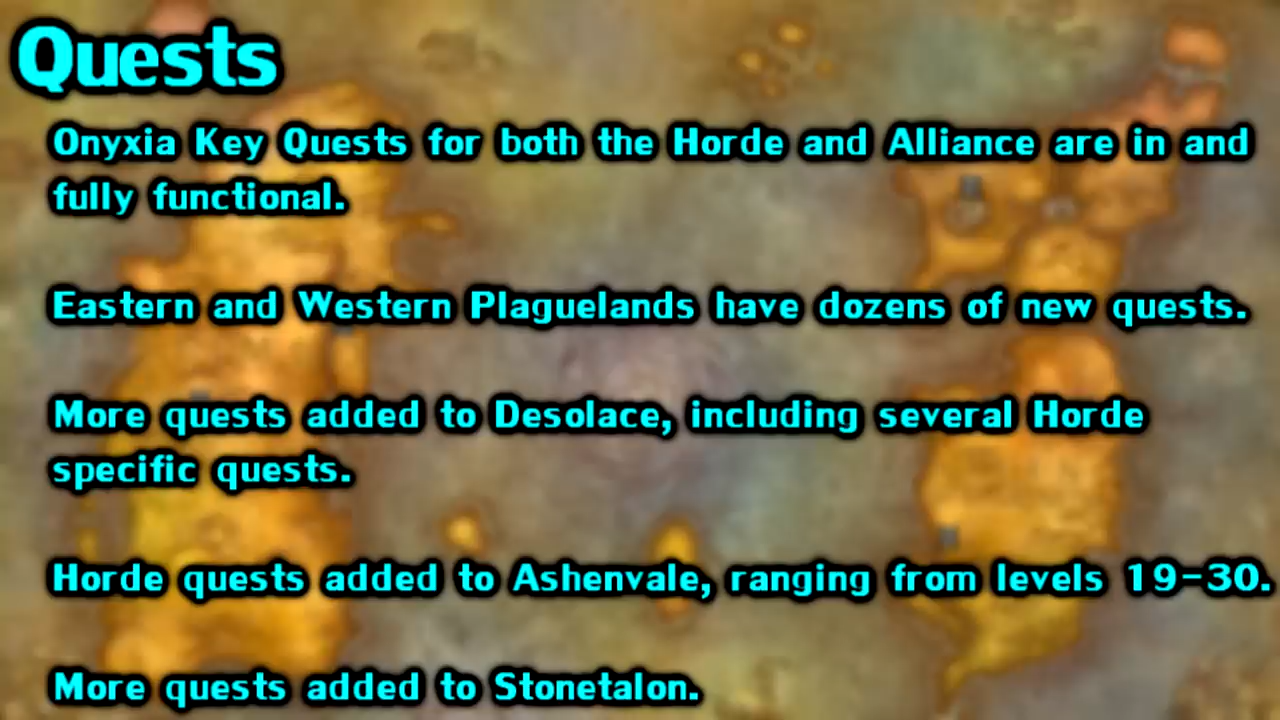 Quests
Onyxia Key Quests for both the Horde and Alliance are in and
fully functional.
Eastern and Western Plaguelands have dozens of new quests.
More quests added to Desolace, including several Horde
specific quests.
Horde quests added to Ashenvale, ranging from levels 19-30.
More quests added to Stonetalon.